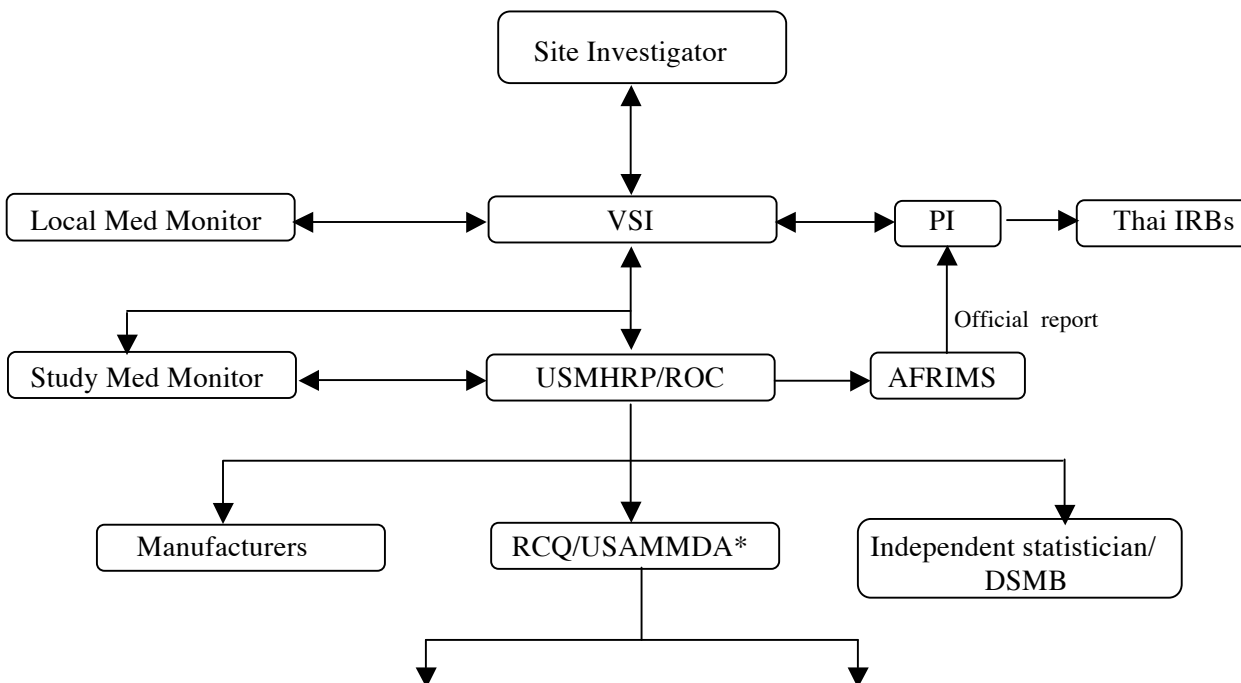 Site Investigator
Local Med Monitor
VSI
PI
Thai IRBs
Official report
Study Med Monitor
USMHRP/ROC
AFRIMS
Manufacturers
RCQ/USAMMDA*
Independent statistician/
DSMB